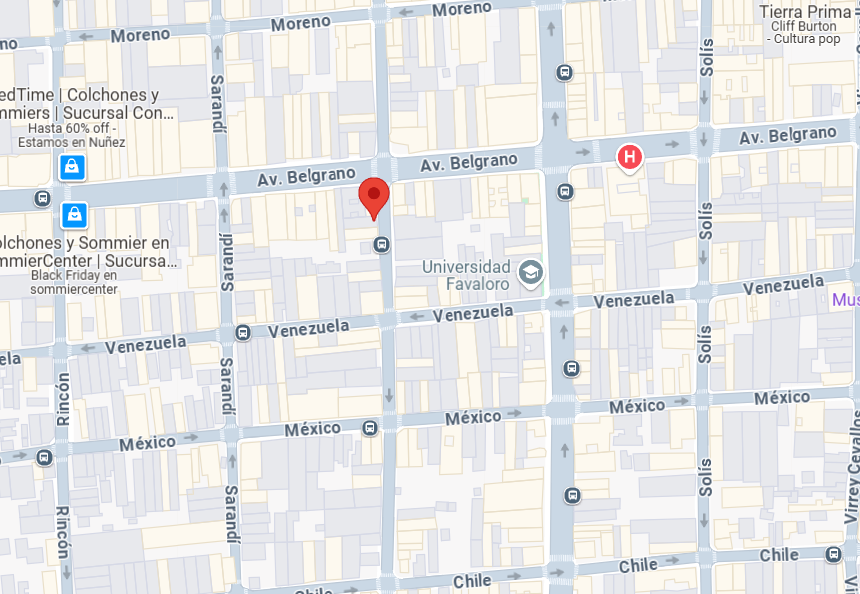 Moreno
Moreno
Moreno
Tierra Prima
Cliff Burton
- Cultura pop
Solís
Sarandí
edTime | Colchones y
mmiers | Sucursal Con...
Hasta 60% off -
Estamos en Nuñez
H
Av. Belgrano
Av. Belgrano
Av. Belgrano
Solís
Sarandí
olchones y Sommier en
mmierCenter | Sucursa...
Black Friday en
sommiercenter
Universidad
Favaloro
Venezuela
Venezuela
Venezuela
Venezuela
Venezuela
Mus
Solís
Rincón
Sarandí
México
México
México
México
México
Solís
Virrey Cevallos
Sarandí
Rincón
Chile
Chile
Chile
Chile